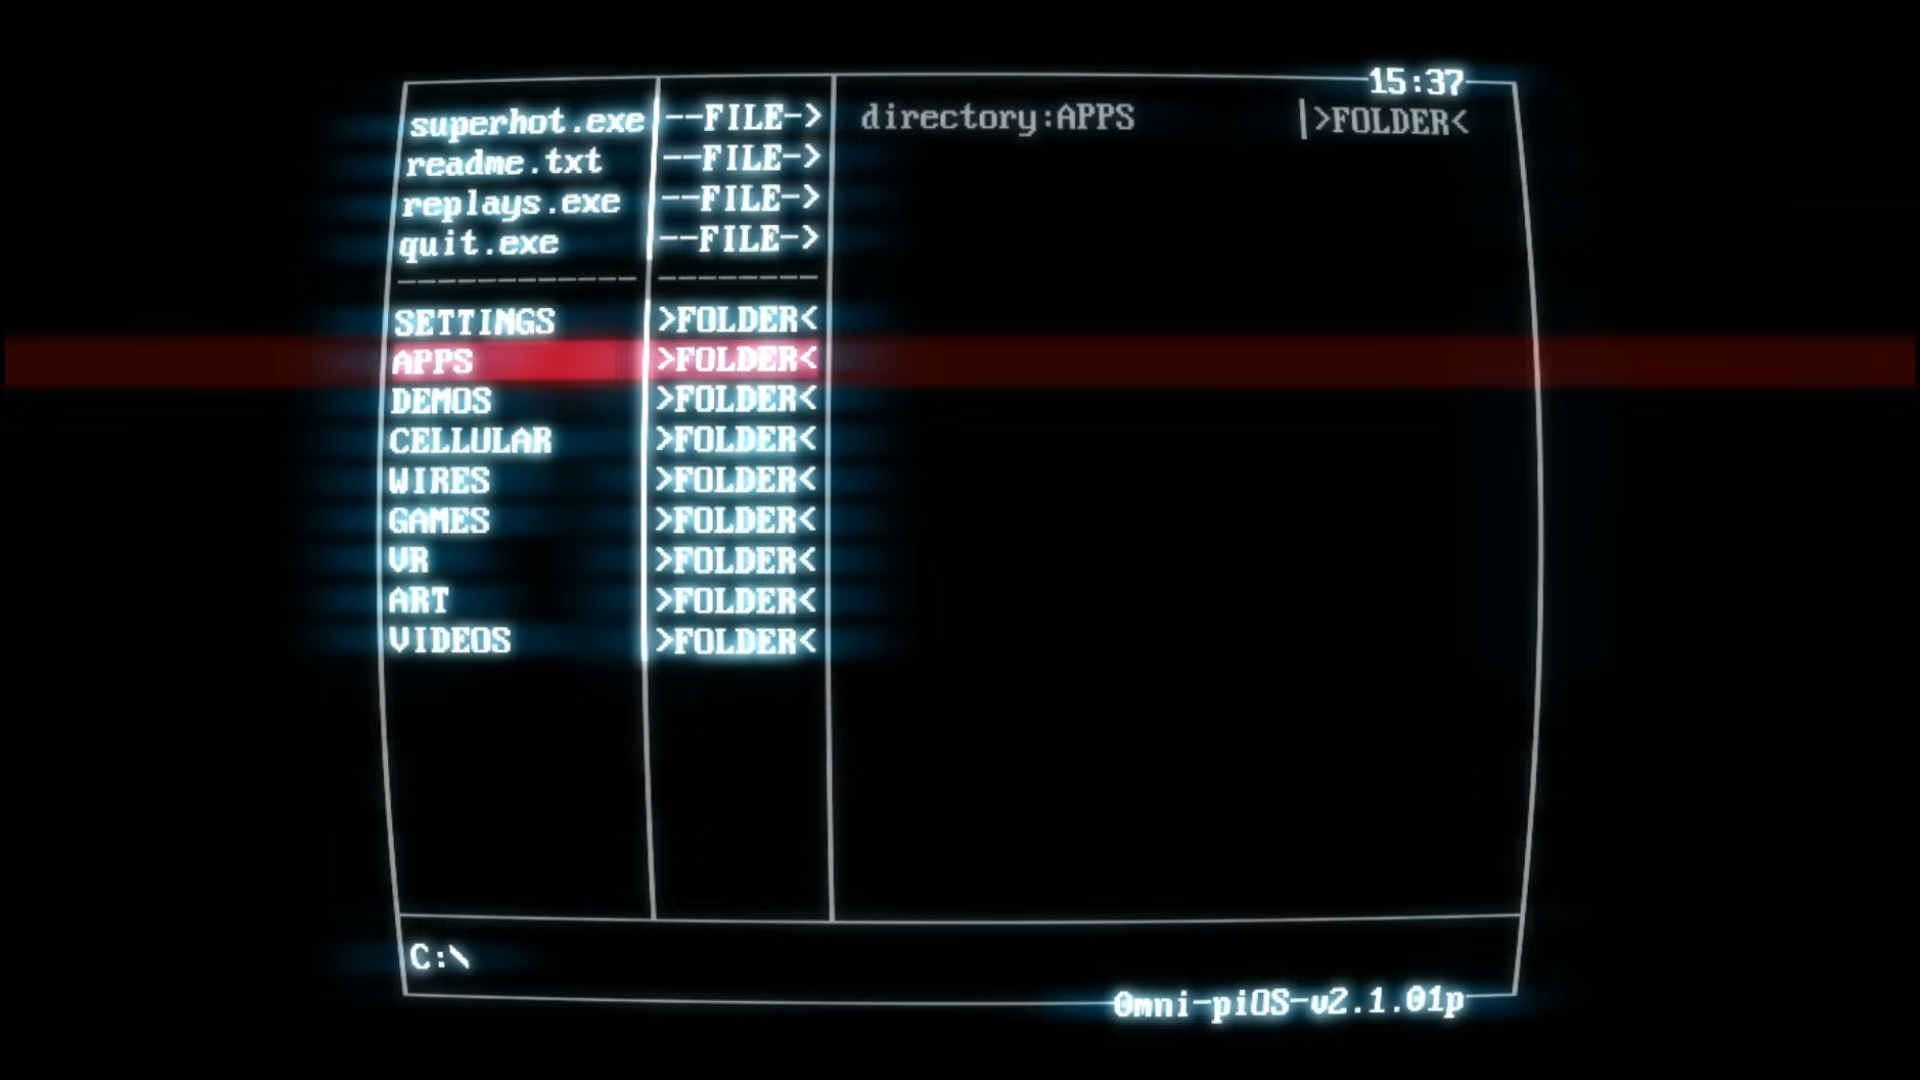 15:37
superhot.exe --FILE-> directory:APPS |>FOLDER<
readme.txt --FILE->
replays.exe --FILE->
quit.exe --FILE->
SETTINGS >FOLDER<
APPS >FOLDER<
DEMOS >FOLDER<
CELLULAR >FOLDER<
WIRES >FOLDER<
GAMES >FOLDER<
VR >FOLDER<
ART >FOLDER<
VIDEOS >FOLDER<
C:\
0mni-piOS-v2.1.01p